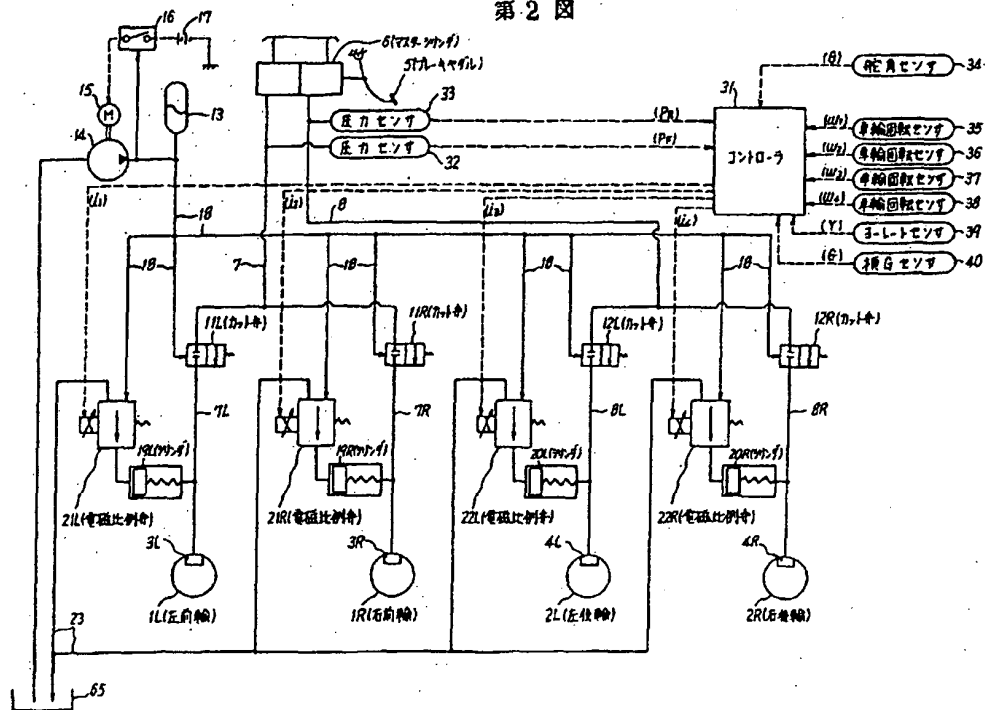 第2図
16
17
6(マスターシリンダ)
5(ブレーキペダル)
(θ)
舵角センサ
34
15
M
13
33
31
圧力センサ
(PR)
(ω1)
車輪回転センサ
35
14
32
圧力センサ
(PF)
コントローラ
(ω2)
車輪回転センサ
36
(ω3)
車輪回転センサ
37
(ω4)
車輪回転センサ
38
(i1)
(i2)
(i3)
(i4)
(Y)
ヨーレートセンサ
39
18
8
(G)
横Gセンサ
40
18
18
7
18
18
18
11L(カット弁)
11R(カット弁)
12L(カット弁)
12R(カット弁)
7L
7R
8L
8R
19L(シリンダ)
19R(シリンダ)
20L(シリンダ)
20R(シリンダ)
21L(電磁比例弁)
21R(電磁比例弁)
22L(電磁比例弁)
22R(電磁比例弁)
3L
3R
4L
4R
1L(左前輪)
1R(右前輪)
2L(左後輪)
2R(右後輪)
23
65